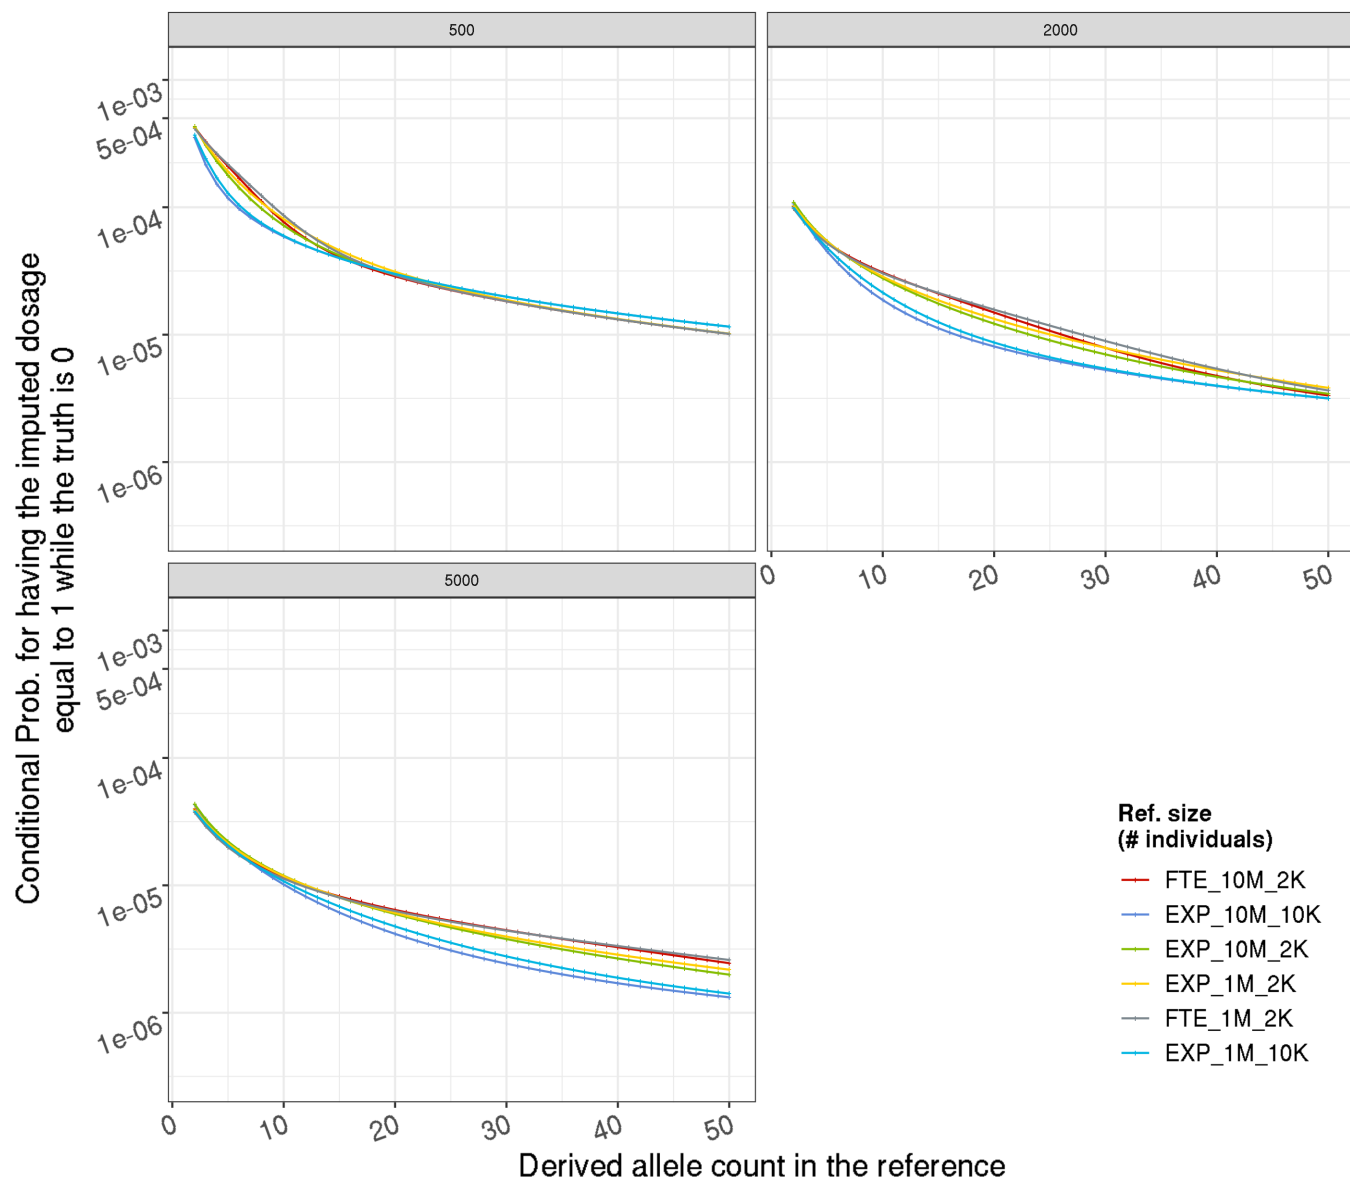 500
2000
1e-03
5e-04
1e-04
1e-05
1e-06
0 10 20 30 40 50
5000
1e-03
5e-04
1e-04
1e-05
1e-06
0 10 20 30 40 50
Conditional Prob. for having the imputed dosage
equal to 1 while the truth is 0
Derived allele count in the reference
Ref. size
(# individuals)
FTE_10M_2K
EXP_10M_10K
EXP_10M_2K
EXP_1M_2K
FTE_1M_2K
EXP_1M_10K